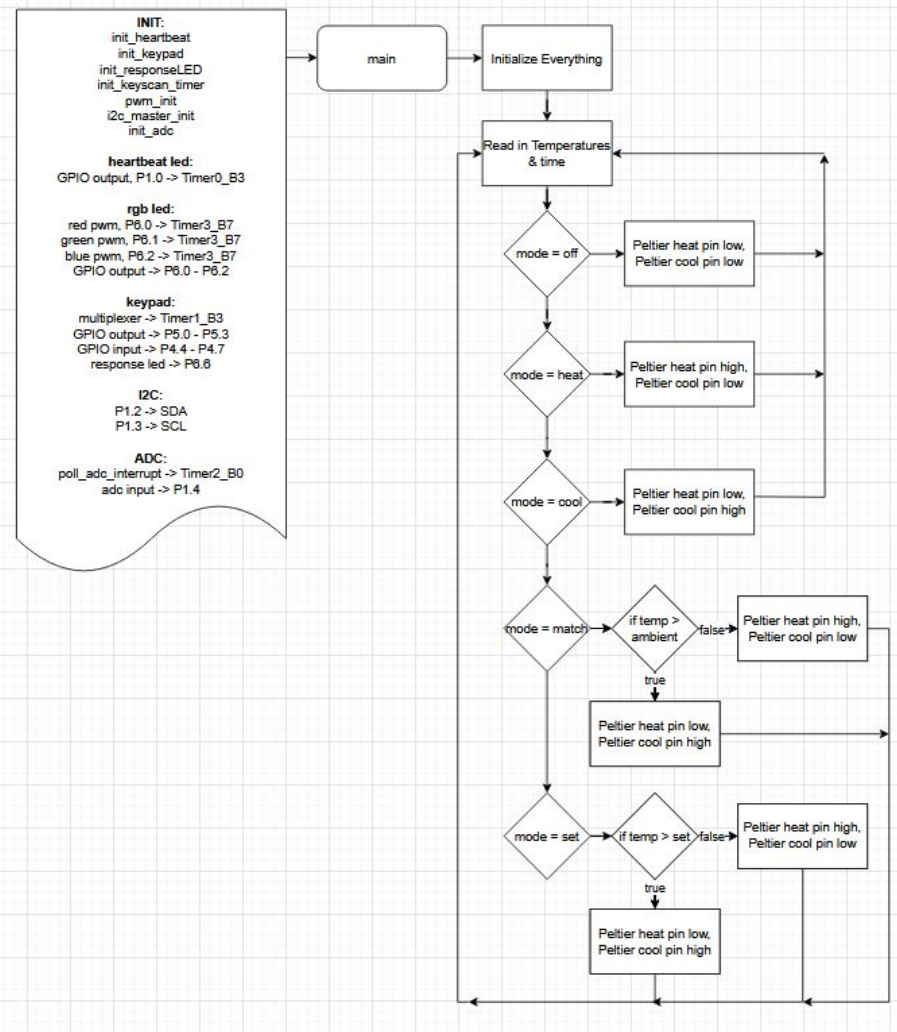 INIT:
init_heartbeat
init_keypad
init_responseLED
init_keyscan_timer
pwm_init
i2c_master_init
init_adc
heartbeat led:
GPIO output, P1.0 -> Timer0_B3
rgb led:
red pwm, P6.0 -> Timer3_B7
green pwm, P6.1 -> Timer3_B7
blue pwm, P6.2 -> Timer3_B7
GPIO output -> P6.0 - P6.2
keypad:
multiplexer -> Timer1_B3
GPIO output -> P5.0 - P5.3
GPIO input -> P4.4 - P4.7
response led -> P6.6
I2C:
P1.2 -> SDA
P1.3 -> SCL
ADC:
poll_adc_interrupt -> Timer2_B0
adc input -> P1.4
main
Initialize Everything
Read in Temperatures
& time
mode = off
Peltier heat pin low,
Peltier cool pin low
mode = heat
Peltier heat pin high,
Peltier cool pin low
mode = cool
Peltier heat pin low,
Peltier cool pin high
mode = match
if temp >
ambient
false
Peltier heat pin high,
Peltier cool pin low
true
Peltier heat pin low,
Peltier cool pin high
mode = set
if temp > set
false
Peltier heat pin high,
Peltier cool pin low
true
Peltier heat pin low,
Peltier cool pin high